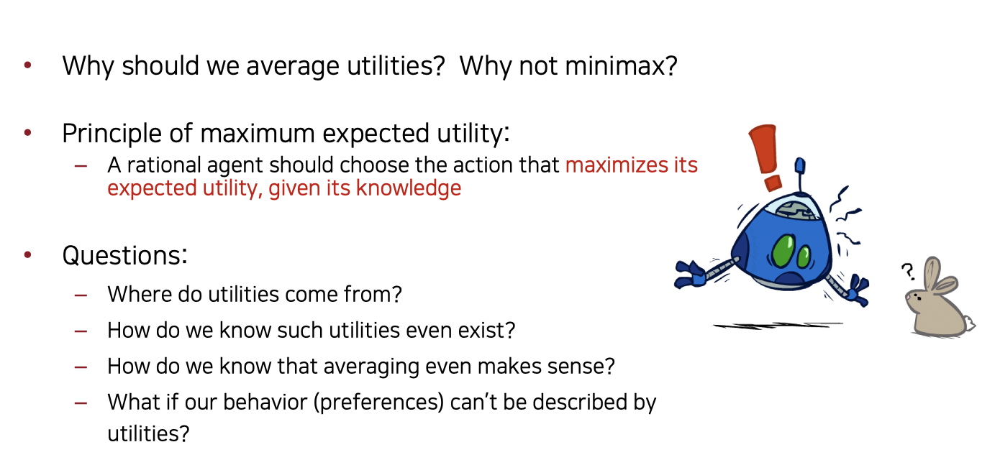 • Why should we average utilities?  Why not minimax?
• Principle of maximum expected utility:
– A rational agent should choose the action that maximizes its
expected utility, given its knowledge
• Questions:
– Where do utilities come from?
– How do we know such utilities even exist?
– How do we know that averaging even makes sense?
– What if our behavior (preferences) can't be described by
utilities?
!
?